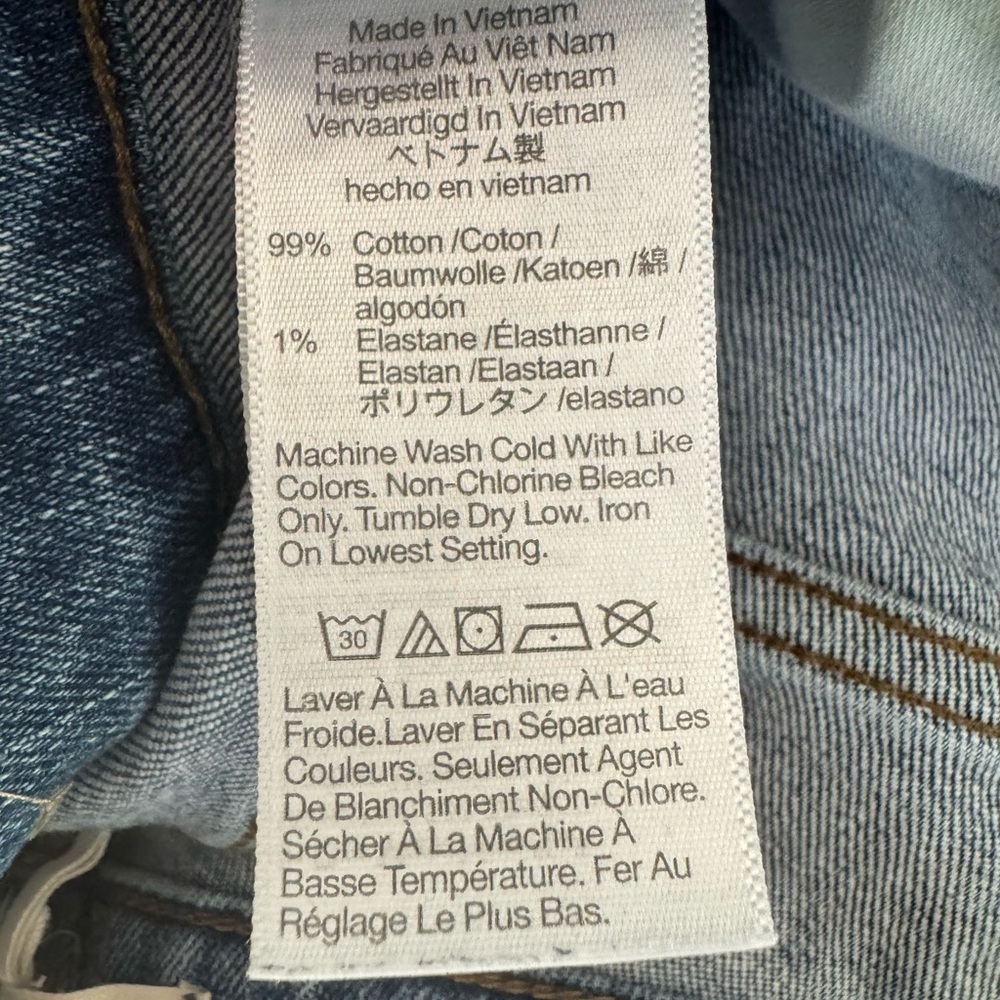 Made In Vietnam
Fabriqué Au Viêt Nam
Hergestellt In Vietnam
Vervaardigd In Vietnam
ベトナム製
hecho en vietnam
99% Cotton /Coton /
Baumwolle /Katoen /綿 /
algodón
1% Elastane /Élasthanne /
Elastan /Elastaan /
ポリウレタン /elastano
Machine Wash Cold With Like
Colors. Non-Chlorine Bleach
Only. Tumble Dry Low. Iron
On Lowest Setting.
30
Laver À La Machine À L'eau
Froide.Laver En Séparant Les
Couleurs. Seulement Agent
De Blanchiment Non-Chlore.
Sécher À La Machine À
Basse Température. Fer Au
Réglage Le Plus Bas.